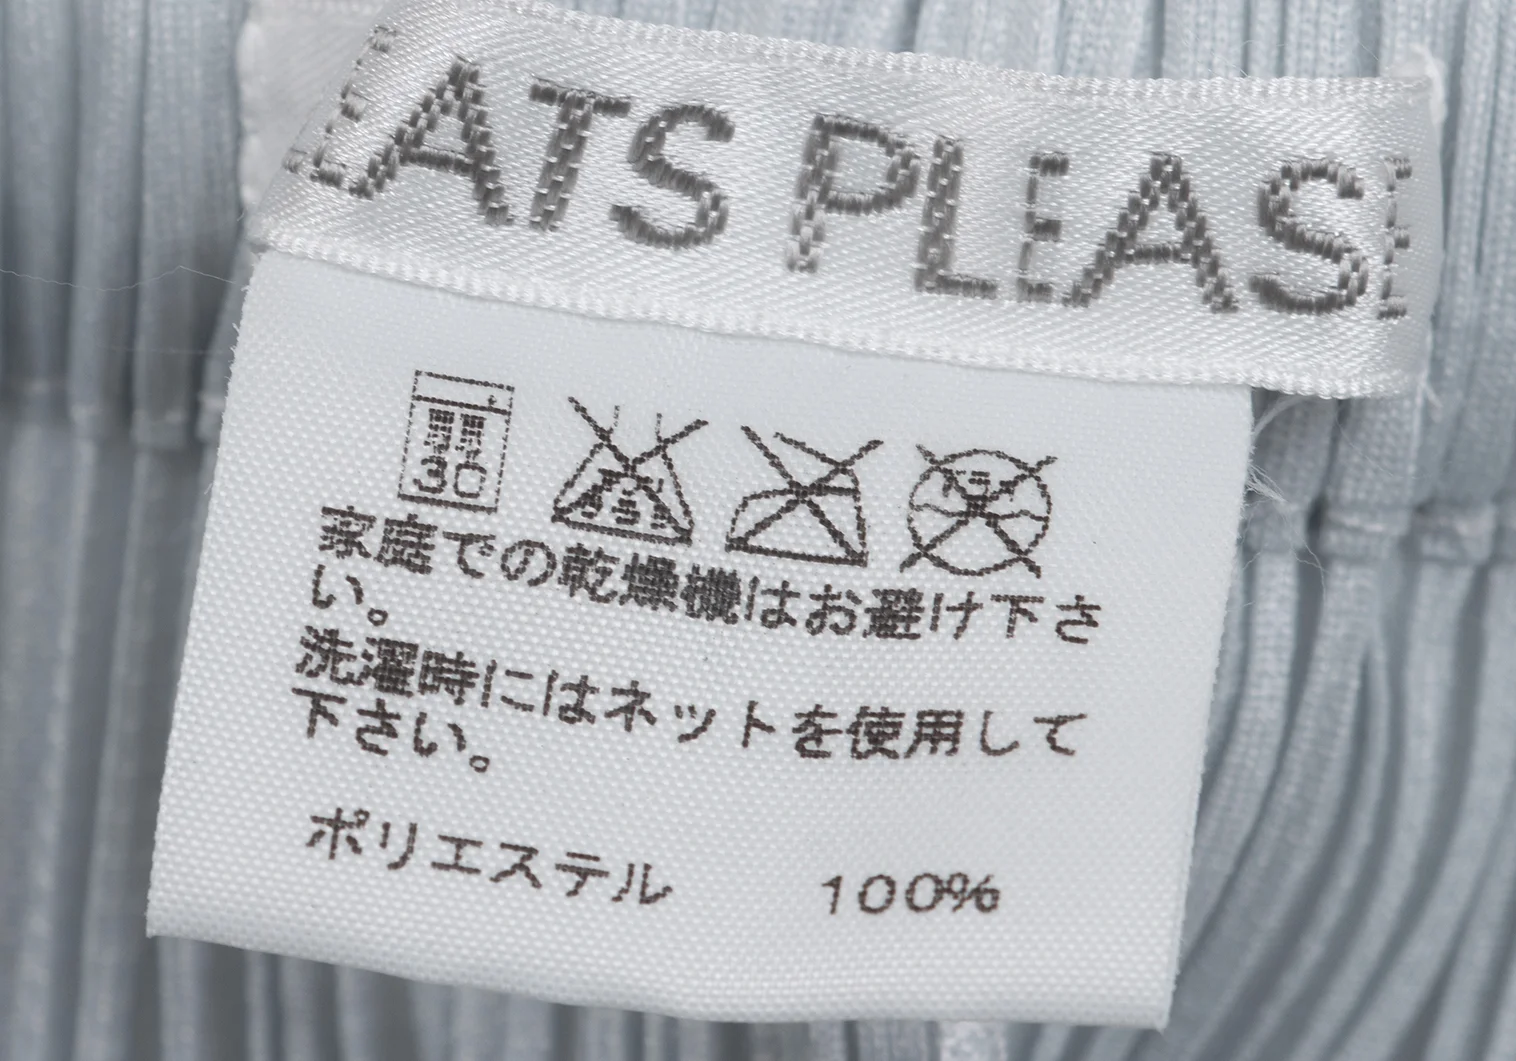 EATS PLEASE
弱
30
家庭での乾燥機はお避け下さ
い。
洗濯時にはネットを使用して
下さい。
ポリエステル 100%